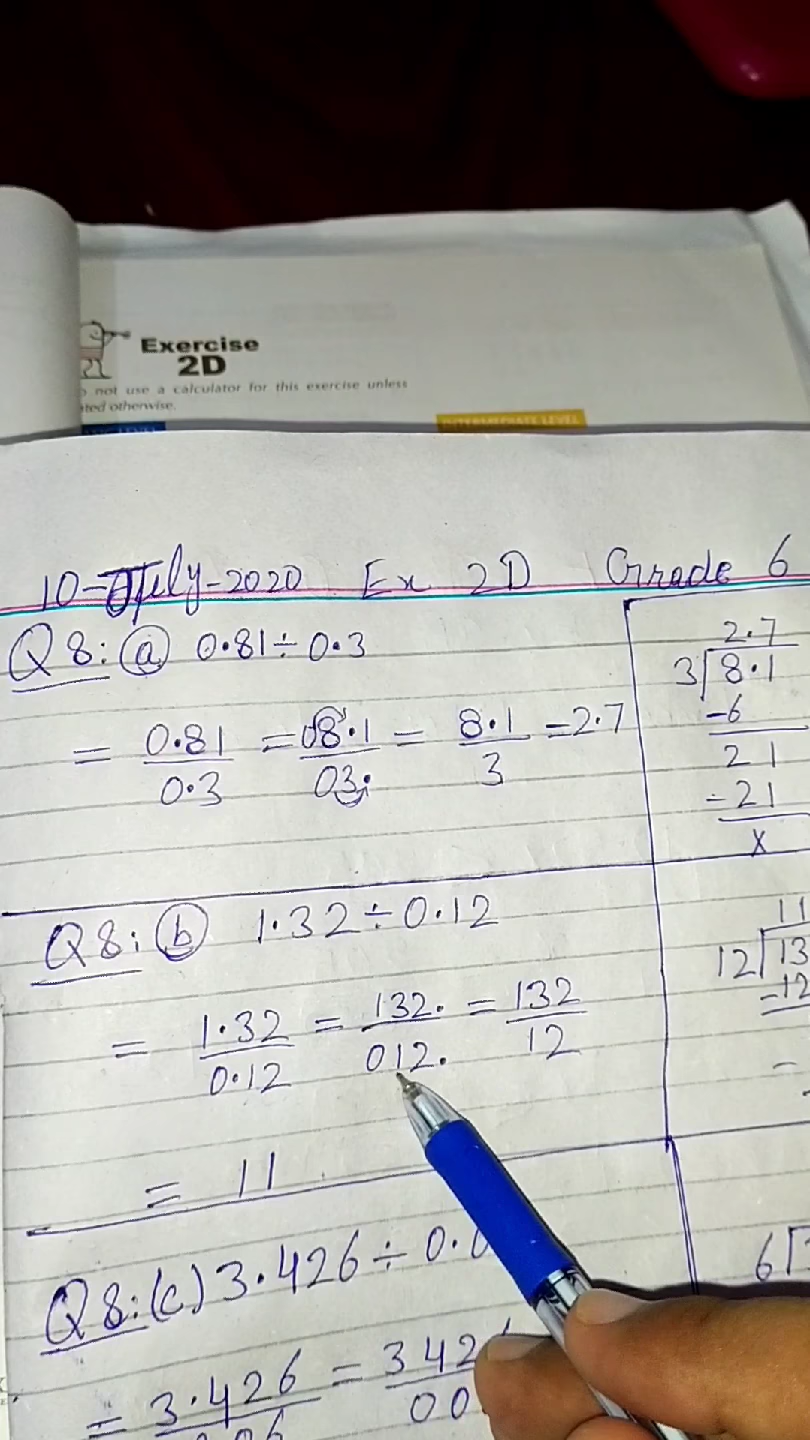 Exercise
2D
not use a calculator for this exercise unless
otherwise.
INTERMEDIATE LEVEL
10-July-2020 Ex 2D Grade 6
Q8: (a) 0.81÷0.3
= 0.81/0.3 = 08.1/03. = 8.1/3 = 2.7
2.7
3⟌8.1
-6
21
-21
x
Q8: (b) 1.32÷0.12
= 1.32/0.12 = 132./012. = 132/12
= 11
11
12⟌13
-12
Q8:(c) 3.426÷0.
= 3.426/ = 342
00
6⟌